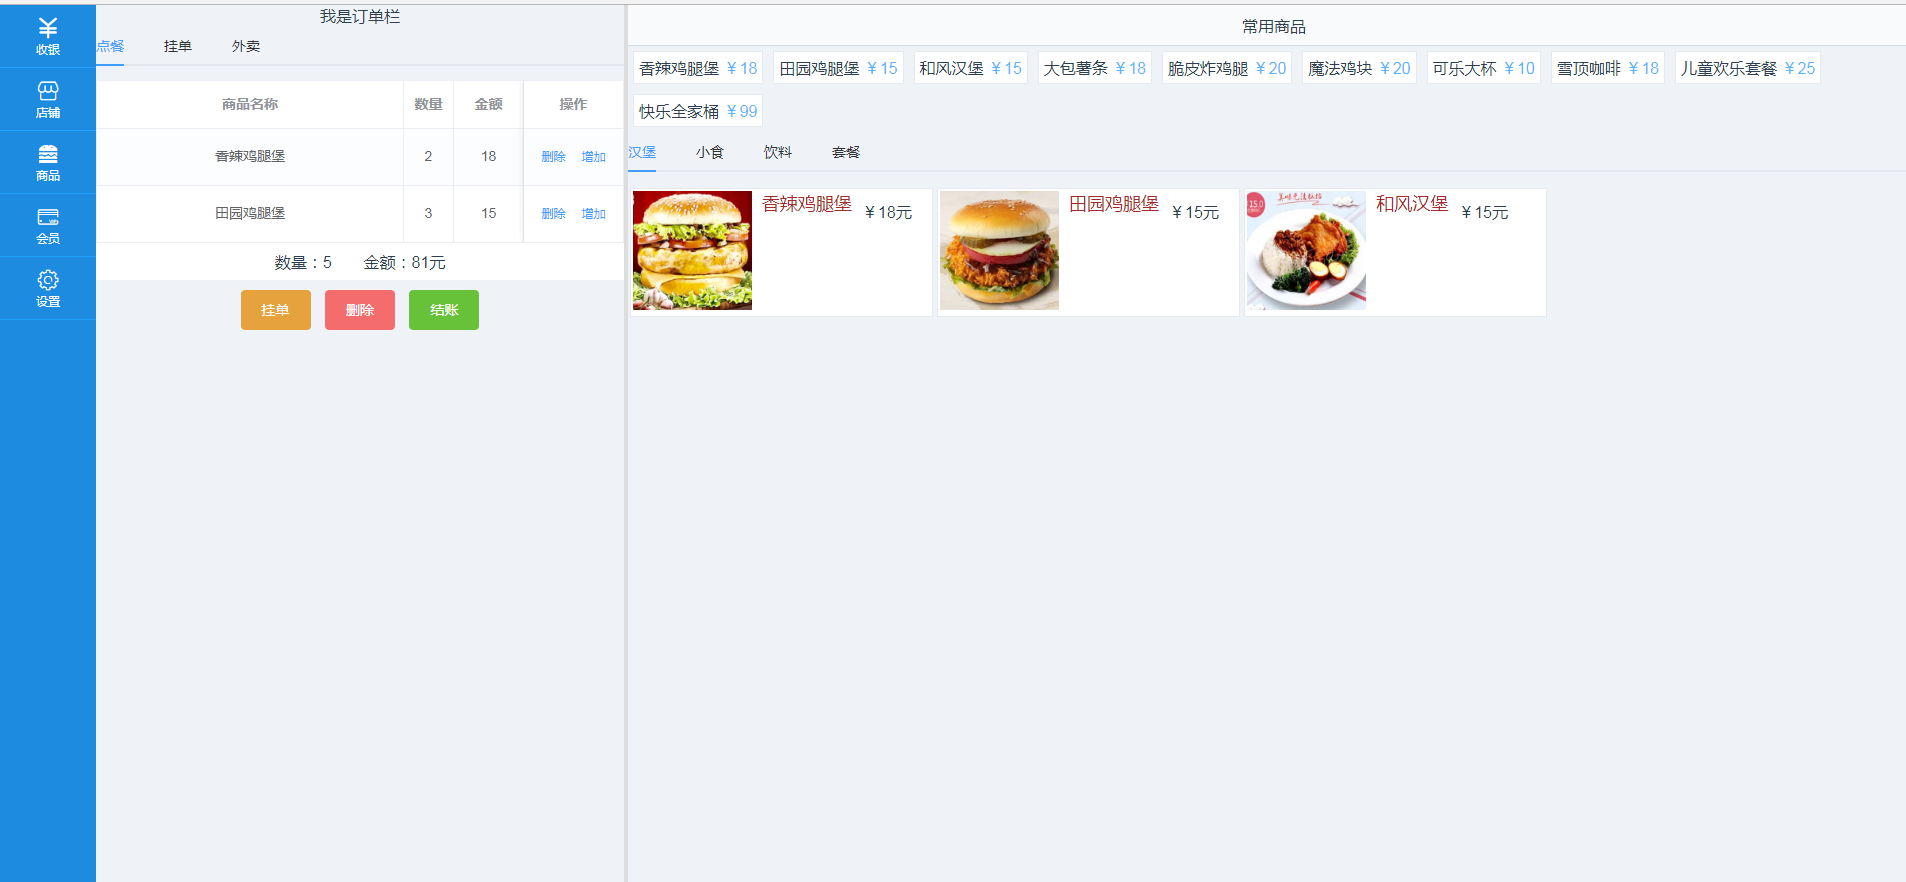 收银
店铺
商品
会员
设置
我是订单栏
点餐 挂单 外卖
商品名称 数量 金额 操作
香辣鸡腿堡 2 18 删除 增加
田园鸡腿堡 3 15 删除 增加
数量：5 金额：81元
挂单 删除 结账
常用商品
香辣鸡腿堡 ￥18 田园鸡腿堡 ￥15 和风汉堡 ￥15 大包薯条 ￥18 脆皮炸鸡腿 ￥20 魔法鸡块 ￥20 可乐大杯 ￥10 雪顶咖啡 ￥18 儿童欢乐套餐 ￥25
快乐全家桶 ￥99
汉堡 小食 饮料 套餐
香辣鸡腿堡 ￥18元
田园鸡腿堡 ￥15元
和风汉堡 ￥15元